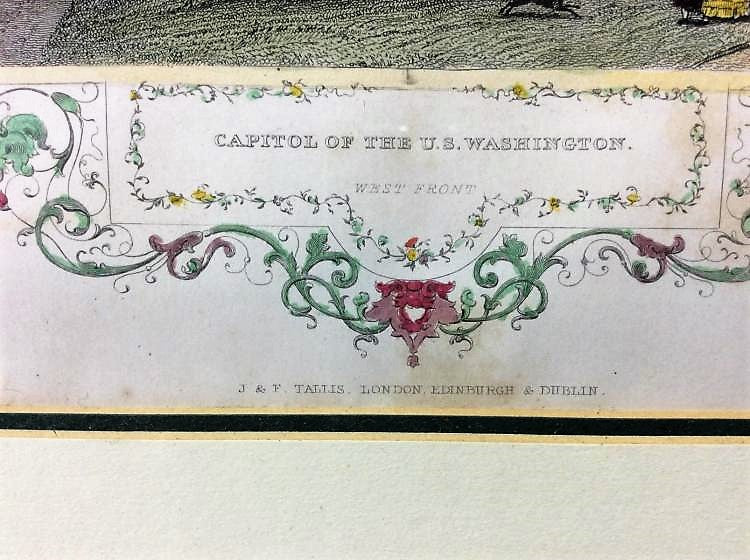 CAPITOL OF THE U.S. WASHINGTON.
WEST FRONT
J & F. TALLIS. LONDON, EDINBURGH & DUBLIN.